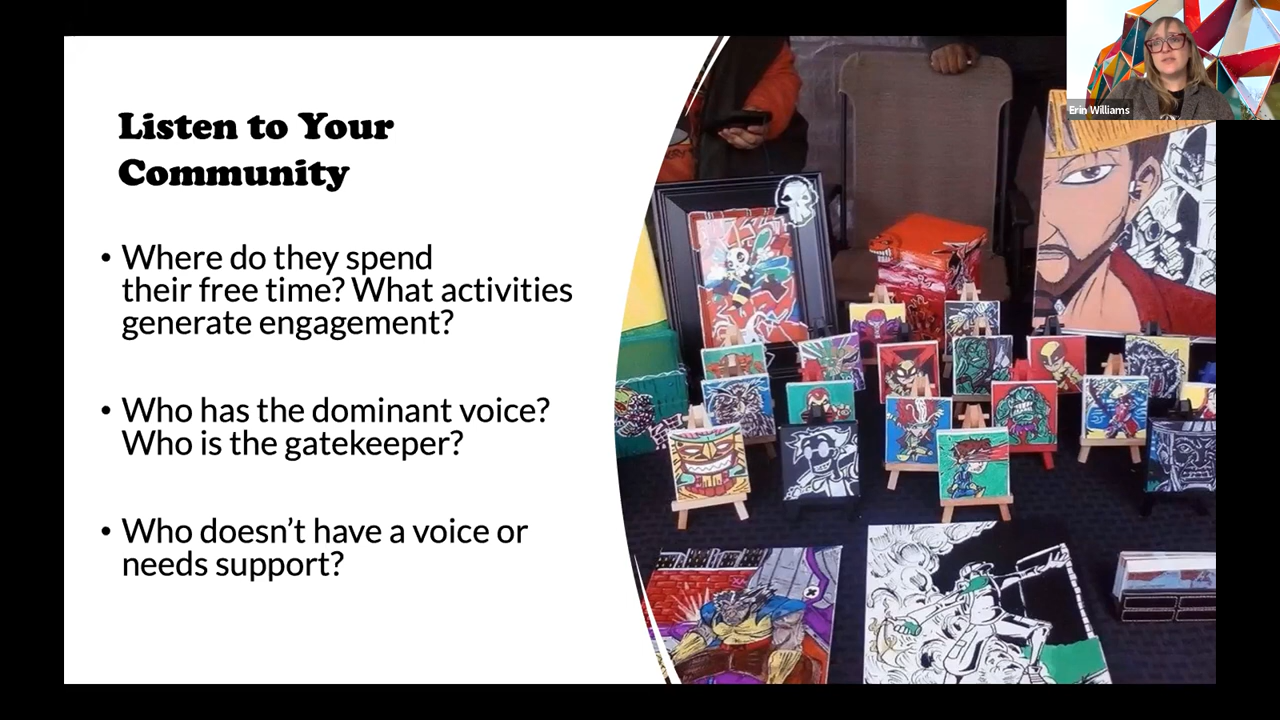 Listen to Your
Community
• Where do they spend
their free time? What activities
generate engagement?
• Who has the dominant voice?
Who is the gatekeeper?
• Who doesn’t have a voice or
needs support?
Erin Williams